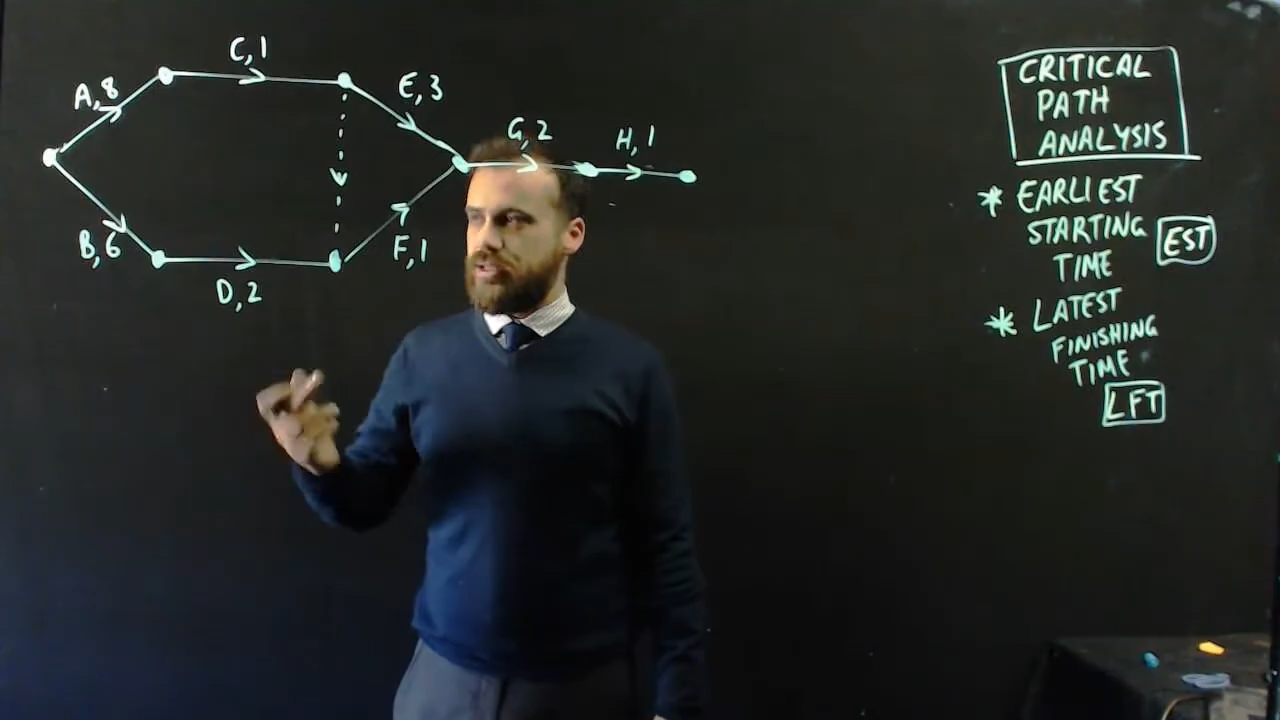 C,1
A,8
E,3
G,2
H,1
B,6
D,2
F,1
CRITICAL
PATH
ANALYSIS
* EARLIEST
STARTING
TIME
EST
* LATEST
FINISHING
TIME
LFT